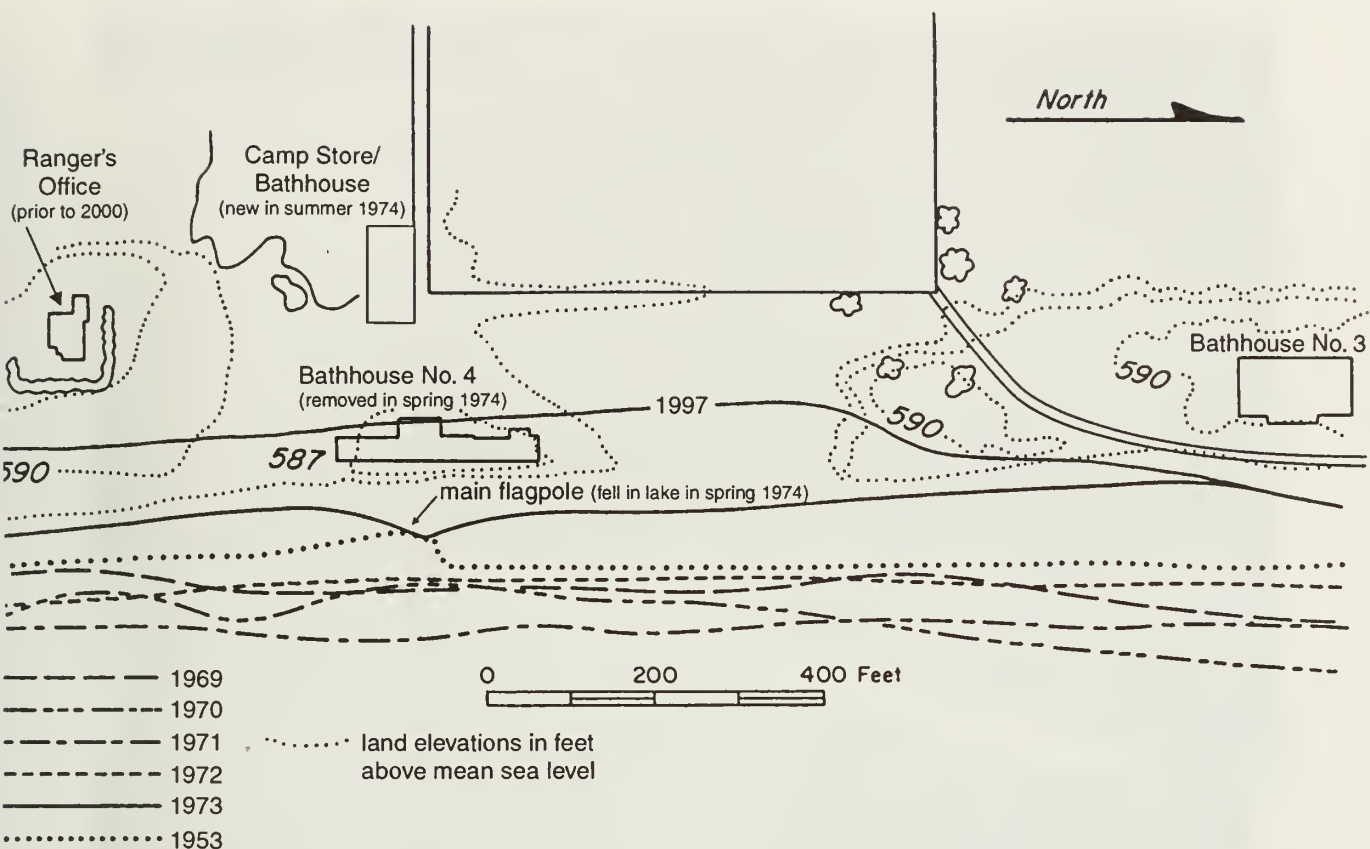 North
Ranger's
Office
(prior to 2000)
Camp Store/
Bathhouse
(new in summer 1974)
Bathhouse No. 3
590
Bathhouse No. 4
(removed in spring 1974)
1997
590
587
590
main flagpole (fell in lake in spring 1974)
0 200 400 Feet
1969
1970
1971
1972
1973
1953
land elevations in feet
above mean sea level